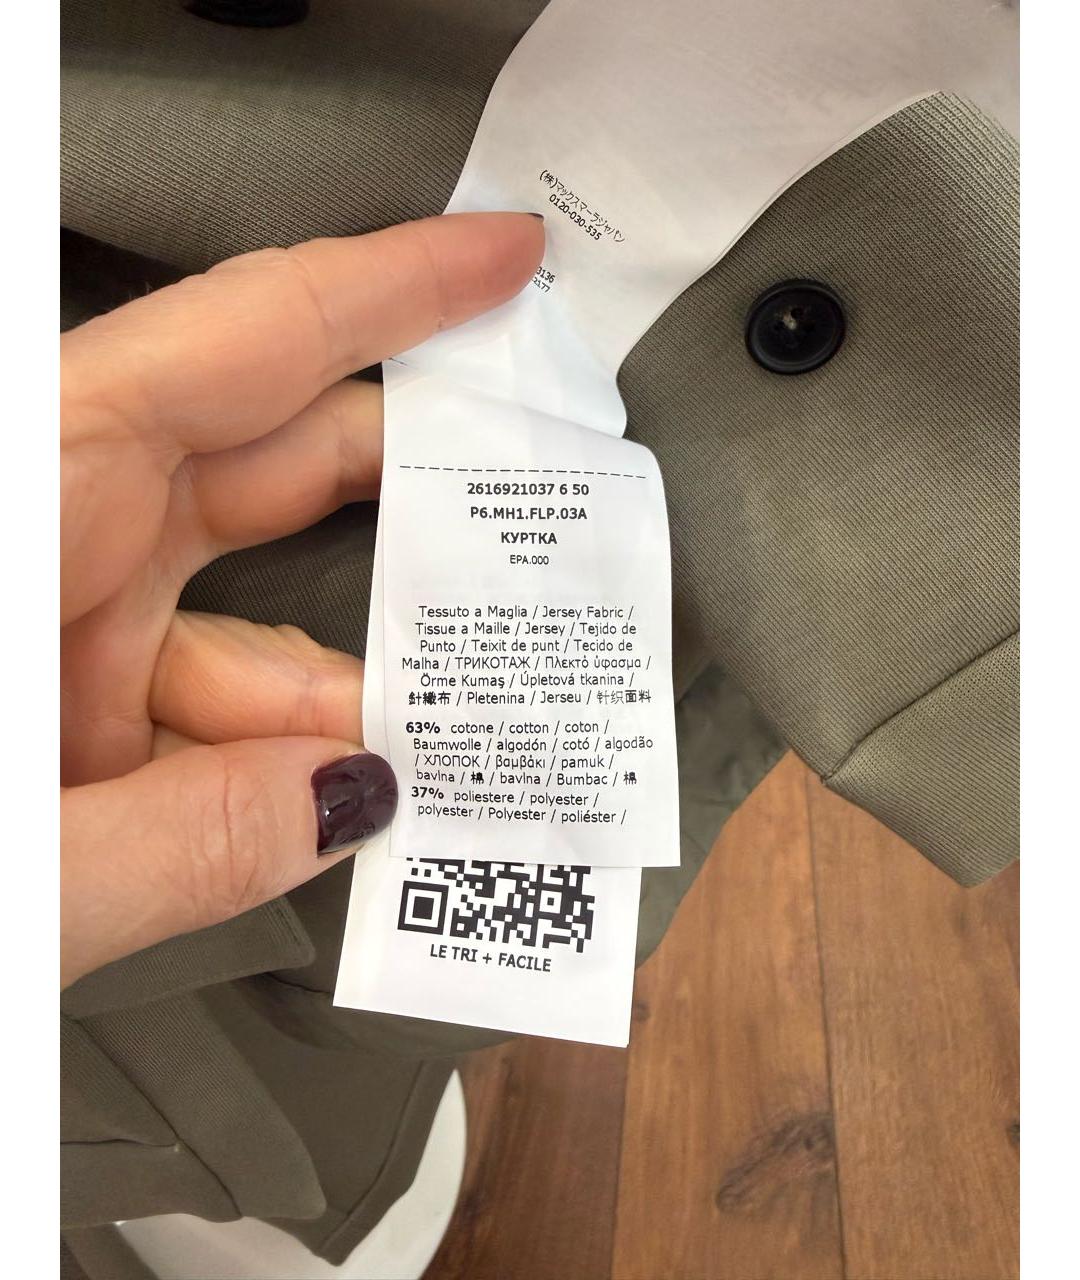 (株)マックスマーラジャパン
0120-030-535
3136
2177
2616921037 6 50
P6.MH1.FLP.03A
КУРТКА
EPA.000
Tessuto a Maglia / Jersey Fabric /
Tissue a Maille / Jersey / Tejido de
Punto / Teixit de punt / Tecido de
Malha / ТРИКОТАЖ / Πλεκτό ύφασμα /
Örme Kumaş / Úpletová tkanina /
針織布 / Pletenina / Jerseu / 针织面料
63% cotone / cotton / coton /
Baumwolle / algodón / cotó / algodão
/ ХЛОПОК / βαμβάκι / pamuk /
bavlna / 棉 / bavlna / Bumbac / 棉
37% poliestere / polyester /
polyester / Polyester / poliéster /
LE TRI + FACILE